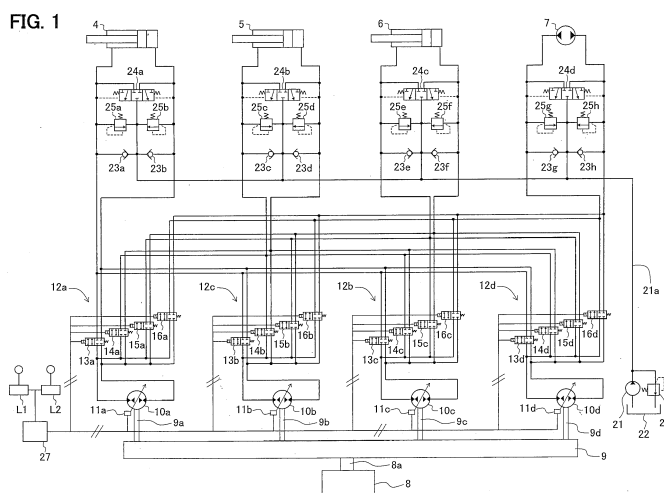 FIG. 1
4 5 6 7
24a 24b 24c 24d
25a 25b 25c 25d 25e 25f 25g 25h
23a 23b 23c 23d 23e 23f 23g 23h
21a
12a 12c 12b 12d
16a 16b 16c 16d
15a 15b 15c 15d
14a 14b 14c 14d
13a 13b 13c 13d
L1 L2
11a 10a 11b 10b 11c 10c 11d 10d
21 22
9a 9b 9c 9d
27
9
8a
8